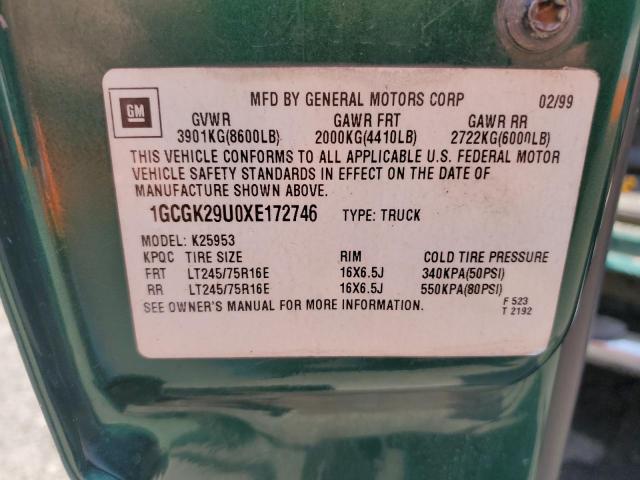 GM
MFD BY GENERAL MOTORS CORP 02/99
GVWR GAWR FRT GAWR RR
3901KG(8600LB) 2000KG(4410LB) 2722KG(6000LB)
THIS VEHICLE CONFORMS TO ALL APPLICABLE U.S. FEDERAL MOTOR
VEHICLE SAFETY STANDARDS IN EFFECT ON THE DATE OF
MANUFACTURE SHOWN ABOVE.
1GCGK29U0XE172746 TYPE: TRUCK
MODEL: K25953
KPQC TIRE SIZE RIM COLD TIRE PRESSURE
FRT LT245/75R16E 16X6.5J 340KPA(50PSI)
RR LT245/75R16E 16X6.5J 550KPA(80PSI)
SEE OWNER'S MANUAL FOR MORE INFORMATION. F 523
T 2192